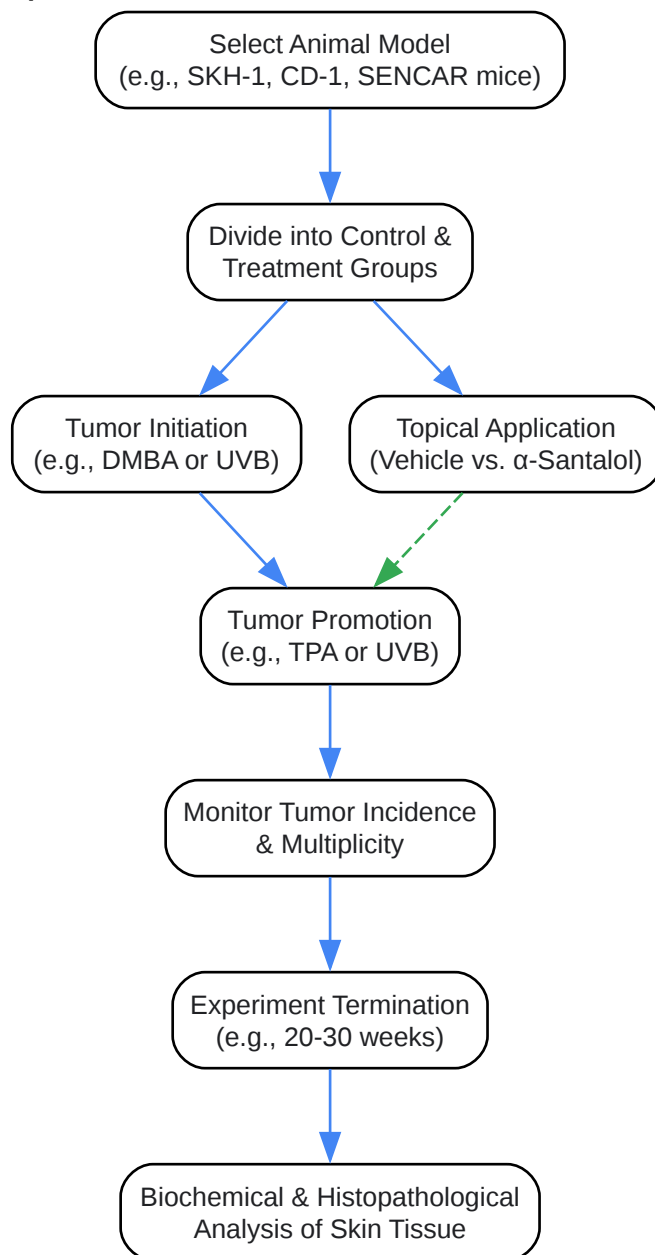 Select Animal Model
(e.g., SKH-1, CD-1, SENCAR mice)
Divide into Control &
Treatment Groups
Tumor Initiation
(e.g., DMBA or UVB)
Topical Application
(Vehicle vs. α-Santalol)
Tumor Promotion
(e.g., TPA or UVB)
Monitor Tumor Incidence
& Multiplicity
Experiment Termination
(e.g., 20-30 weeks)
Biochemical & Histopathological
Analysis of Skin Tissue